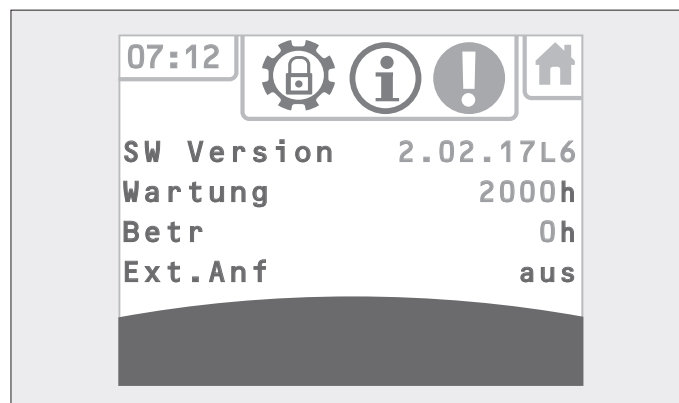 07:12
SW Version 2.02.17L6
Wartung 2000h
Betr 0h
Ext.Anf aus